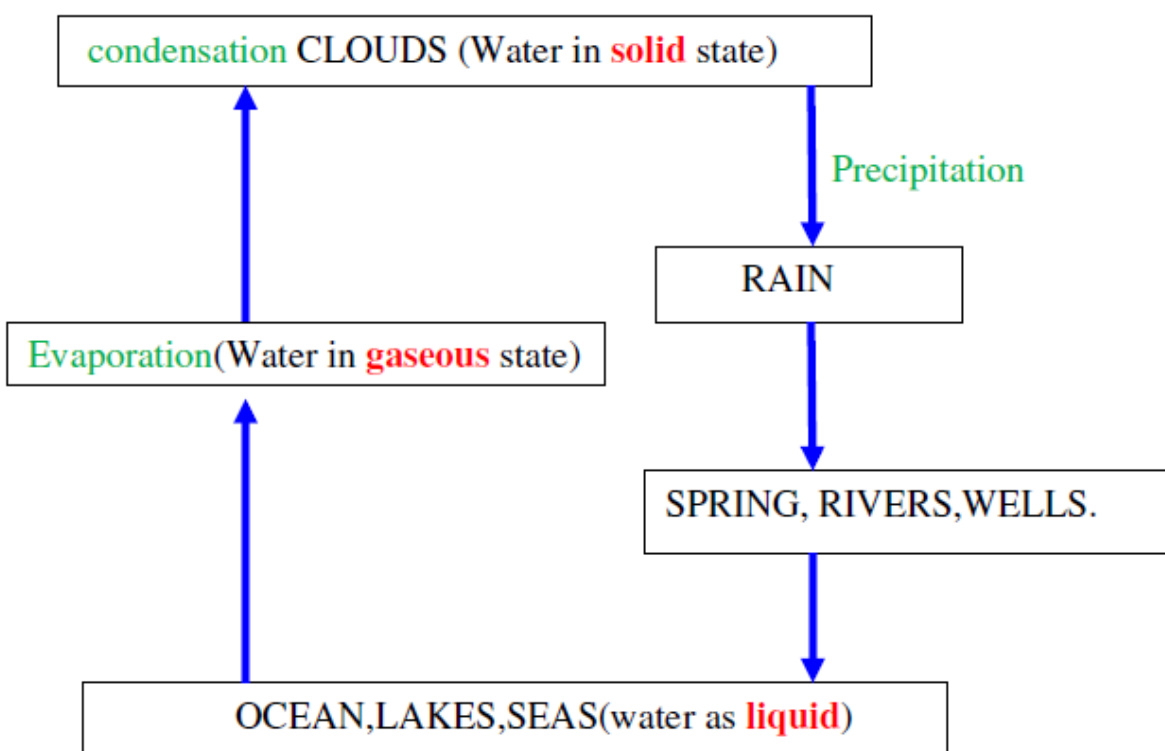 condensation CLOUDS (Water in solid state)
Precipitation
RAIN
Evaporation(Water in gaseous state)
SPRING, RIVERS,WELLS.
OCEAN,LAKES,SEAS(water as liquid)